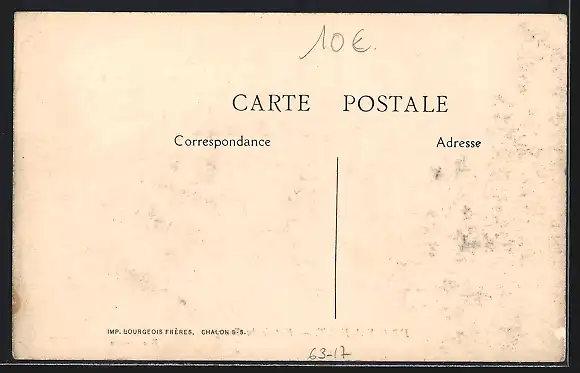 10€.
CARTE POSTALE
Correspondance
Adresse
IMP. BOURGEOIS FRÈRES, CHALON S-S.
63-17